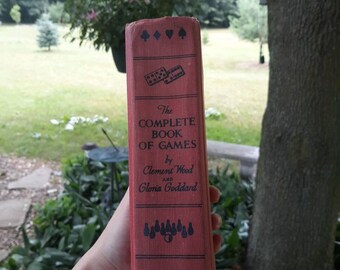 The
COMPLETE
BOOK
OF GAMES
by
Clement Wood
AND
Gloria Goddard